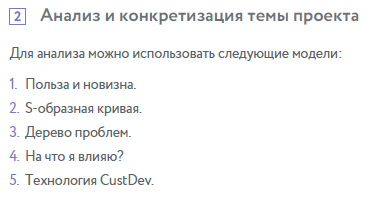 2 Анализ и конкретизация темы проекта
Для анализа можно использовать следующие модели:
1. Польза и новизна.
2. S-образная кривая.
3. Дерево проблем.
4. На что я влияю?
5. Технология CustDev.